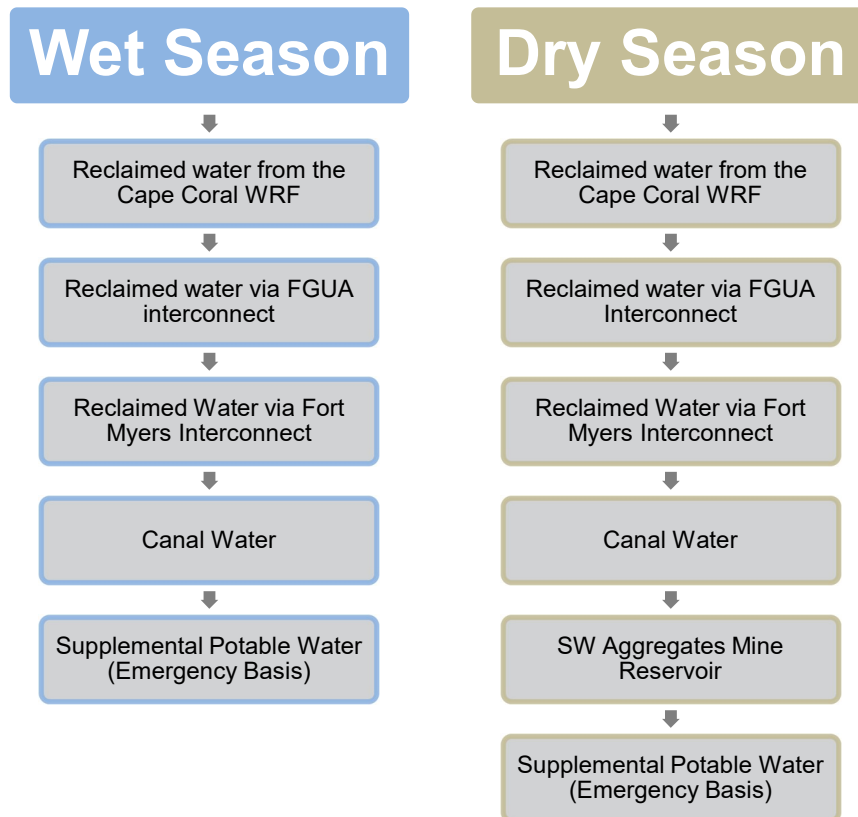 Wet Season
Reclaimed water from the
Cape Coral WRF
Reclaimed water via FGUA
interconnect
Reclaimed Water via Fort
Myers Interconnect
Canal Water
Supplemental Potable Water
(Emergency Basis)
Dry Season
Reclaimed water from the
Cape Coral WRF
Reclaimed water via FGUA
Interconnect
Reclaimed Water via Fort
Myers Interconnect
Canal Water
SW Aggregates Mine
Reservoir
Supplemental Potable Water
(Emergency Basis)